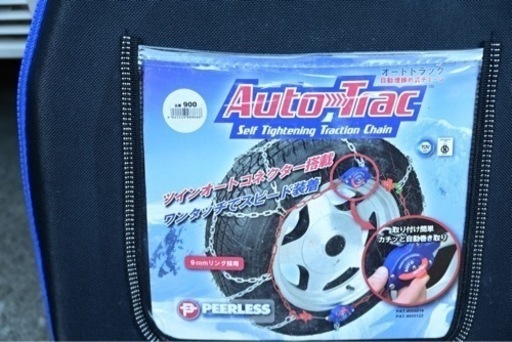 品番 900
オートトラック
自動増締め式チェーン
Auto-Trac
Self Tightening Traction Chain
ツインオートコネクター搭載
ワンタッチでスピード装着
取り付け簡単
カチッと自動巻き取り
9mmリンク採用
PEERLESS